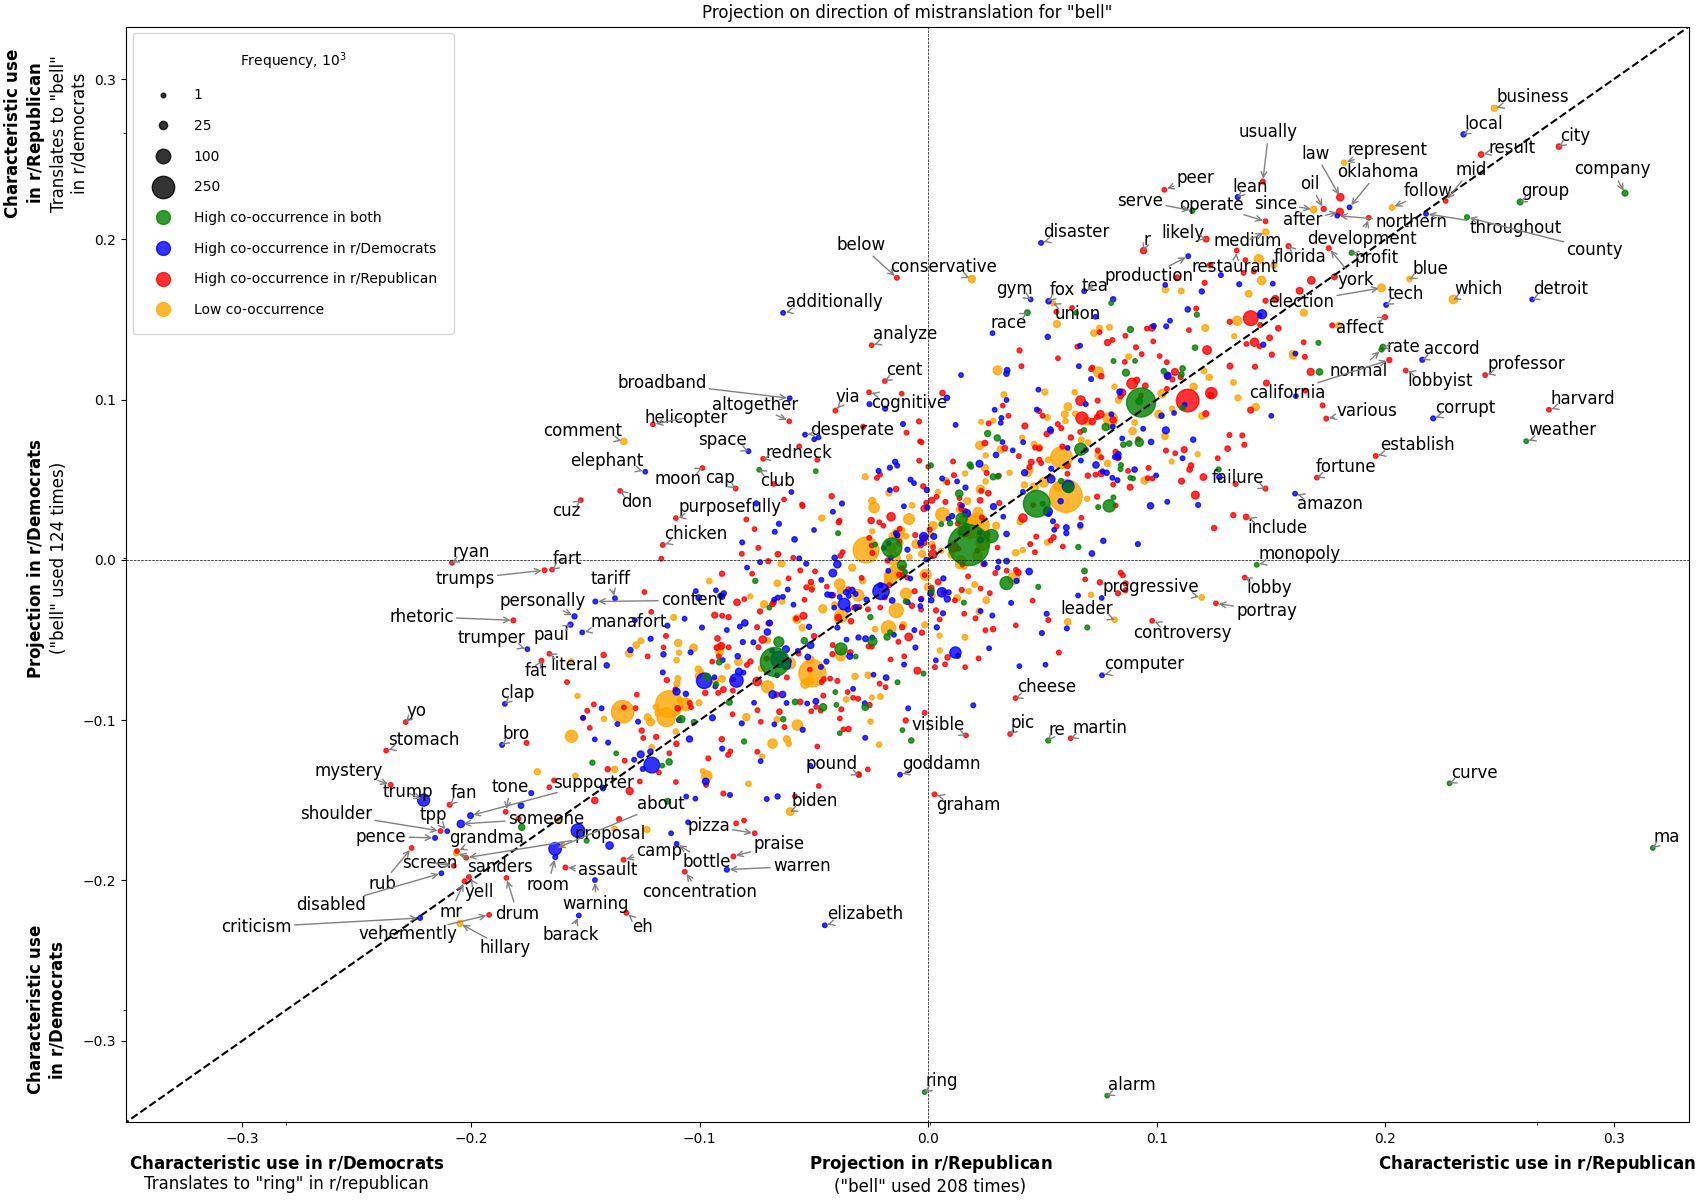 Projection on direction of mistranslation for "bell"
Characteristic use
in r/Republican
Translates to "bell"
in r/democrats
Projection in r/Democrats
("bell" used 124 times)
Characteristic use
in r/Democrats
0.3
0.2
0.1
0.0
−0.1
−0.2
−0.3
Frequency, 10³
1
25
100
250
High co-occurrence in both
High co-occurrence in r/Democrats
High co-occurrence in r/Republican
Low co-occurrence
business
local
city
usually
result
law
represent
mid
company
oklahoma
peer
oil
lean
follow
group
serve
operate
since
after
northern
throughout
disaster
r
likely
medium
development
county
below
conservative
florida
profit
restaurant
production
york
blue
gym
fox
tea
tech
which
detroit
additionally
election
race
union
affect
analyze
rate
accord
normal
professor
cent
lobbyist
broadband
california
via
cognitive
altogether
various
corrupt
harvard
helicopter
comment
space
desperate
weather
redneck
establish
elephant
moon
cap
club
failure
fortune
don
purposefully
amazon
cuz
chicken
include
ryan
fart
monopoly
trumps
tariff
progressive
lobby
personally
content
leader
portray
rhetoric
paul
manafort
controversy
trumper
fat
literal
computer
clap
cheese
yo
visible
pic
re
martin
stomach
bro
mystery
pound
goddamn
curve
trump
fan
tone
supporter
biden
graham
shoulder
tpp
someone
about
pence
grandma
proposal
pizza
praise
ma
screen
sanders
camp
bottle
warren
rub
yell
room
assault
concentration
disabled
mr
drum
warning
elizabeth
criticism
vehemently
barack
eh
hillary
ring
alarm
−0.3
−0.2
−0.1
0.0
0.1
0.2
0.3
Characteristic use in r/Democrats
Translates to "ring" in r/republican
Projection in r/Republican
("bell" used 208 times)
Characteristic use in r/Republican